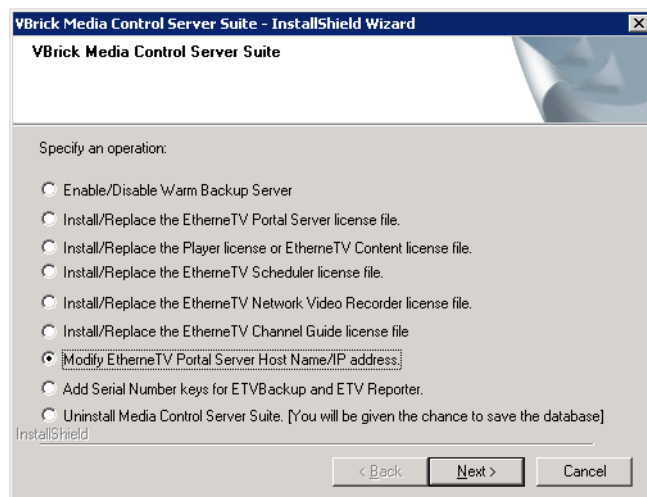 VBrick Media Control Server Suite - InstallShield Wizard
VBrick Media Control Server Suite
Specify an operation:
Enable/Disable Warm Backup Server
Install/Replace the EtherneTV Portal Server license file.
Install/Replace the Player license or EtherneTV Content license file.
Install/Replace the EtherneTV Scheduler license file.
Install/Replace the EtherneTV Network Video Recorder license file.
Install/Replace the EtherneTV Channel Guide license file
Modify EtherneTV Portal Server Host Name/IP address.
Add Serial Number keys for ETVBackup and ETV Reporter.
Uninstall Media Control Server Suite. [You will be given the chance to save the database]
InstallShield
< Back Next > Cancel